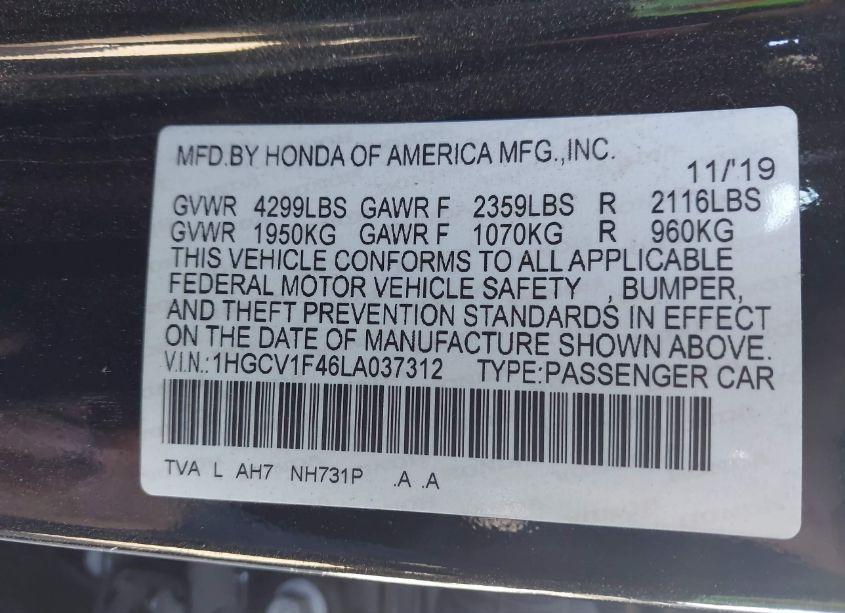 MFD.BY HONDA OF AMERICA MFG.,INC.
11/'19
GVWR 4299LBS GAWR F 2359LBS R 2116LBS
GVWR 1950KG GAWR F 1070KG R 960KG
THIS VEHICLE CONFORMS TO ALL APPLICABLE
FEDERAL MOTOR VEHICLE SAFETY , BUMPER,
AND THEFT PREVENTION STANDARDS IN EFFECT
ON THE DATE OF MANUFACTURE SHOWN ABOVE.
V.I.N.:1HGCV1F46LA037312 TYPE:PASSENGER CAR
TVA L AH7 NH731P .A .A